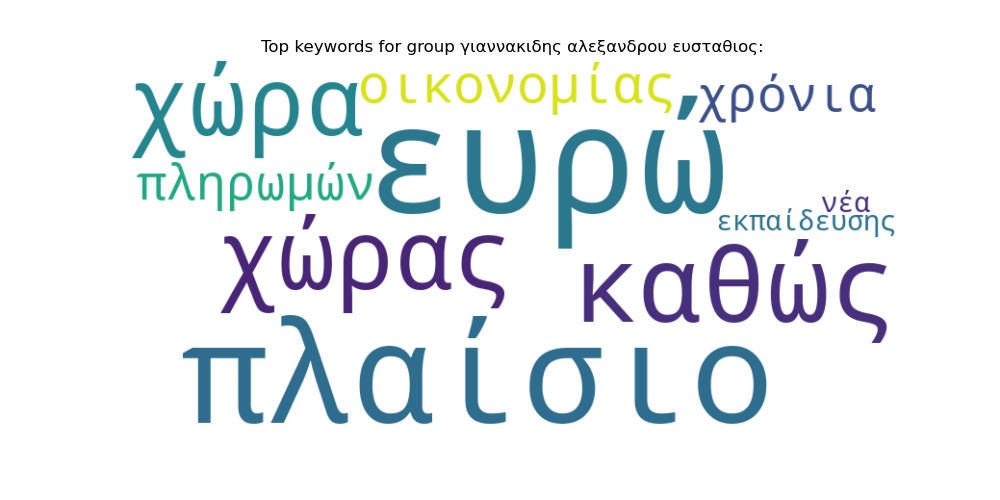 Top keywords for group γιαννακιδης αλεξανδρου ευσταθιος:
χώρα
οικονομίας
χρόνια
ευρώ
πληρωμών
νέα
εκπαίδευσης
χώρας
καθώς
πλαίσιο